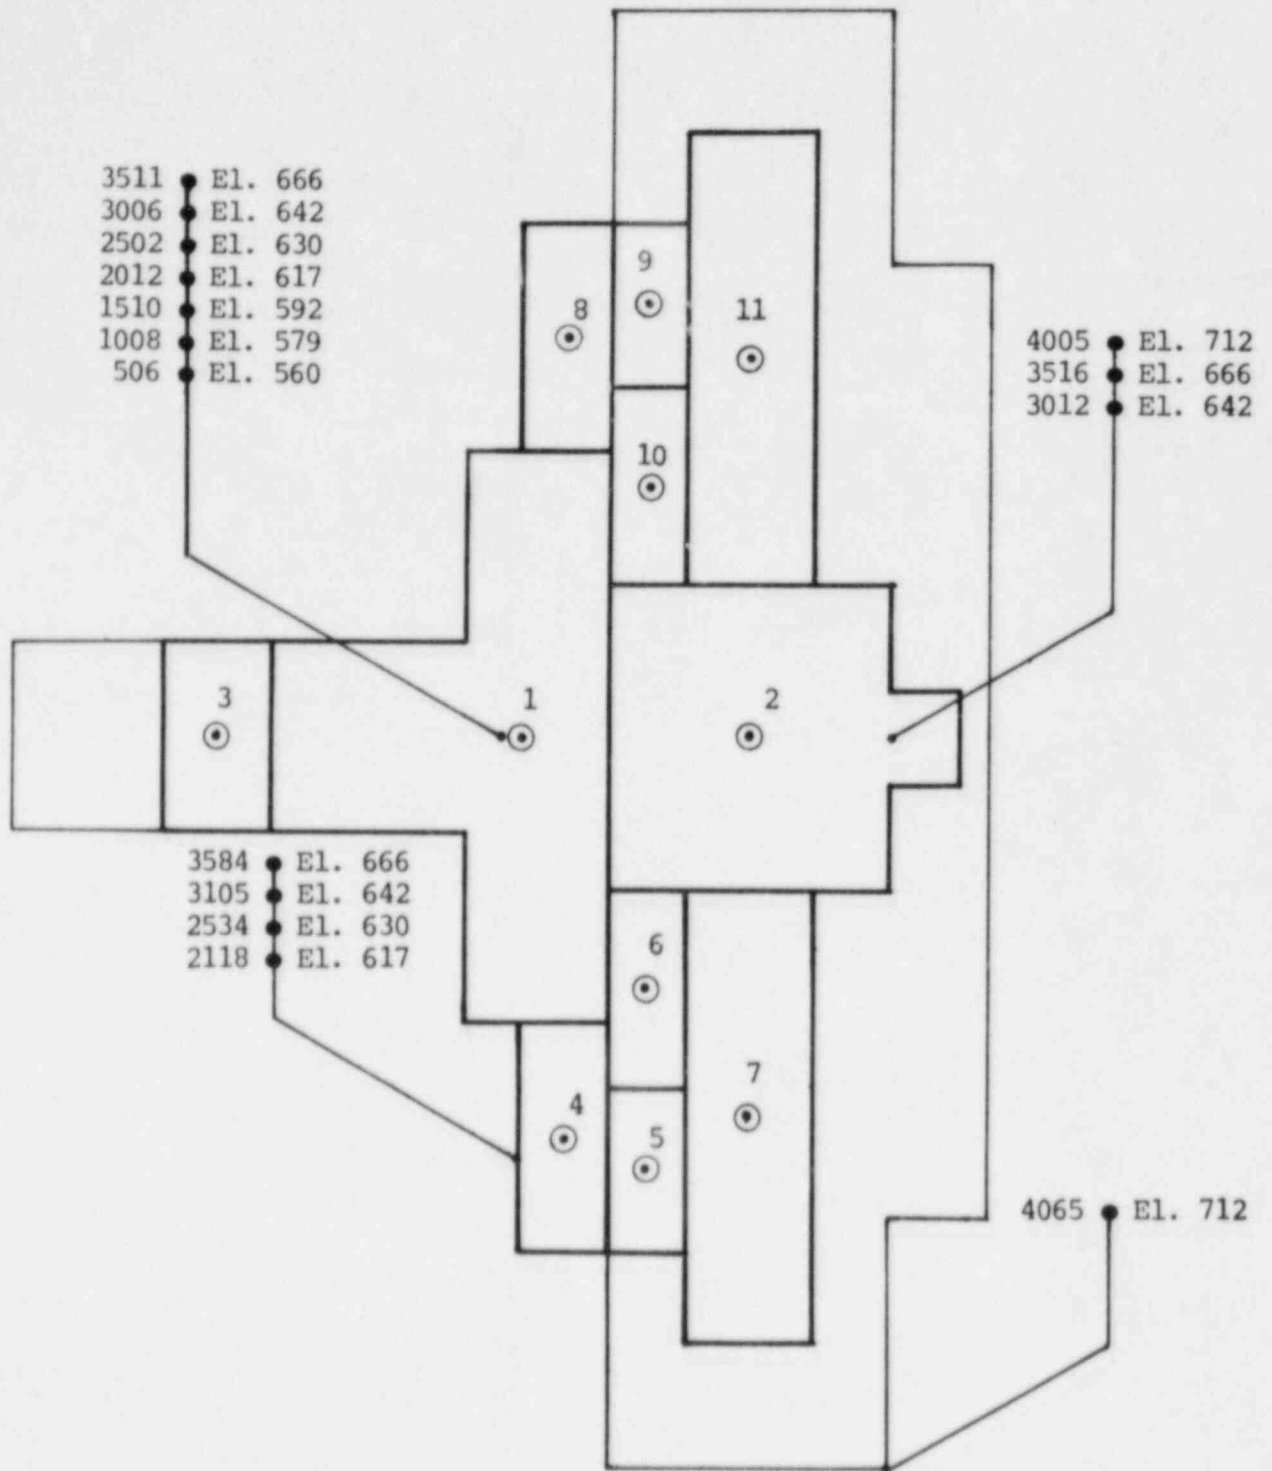 3511 El. 666
3006 El. 642
2502 El. 630
2012 El. 617
1510 El. 592
1008 El. 579
506 El. 560
9
8
11
4005 El. 712
3516 El. 666
3012 El. 642
10
3
1
2
3584 El. 666
3105 El. 642
2534 El. 630
2118 El. 617
6
7
4
5
4065 El. 712